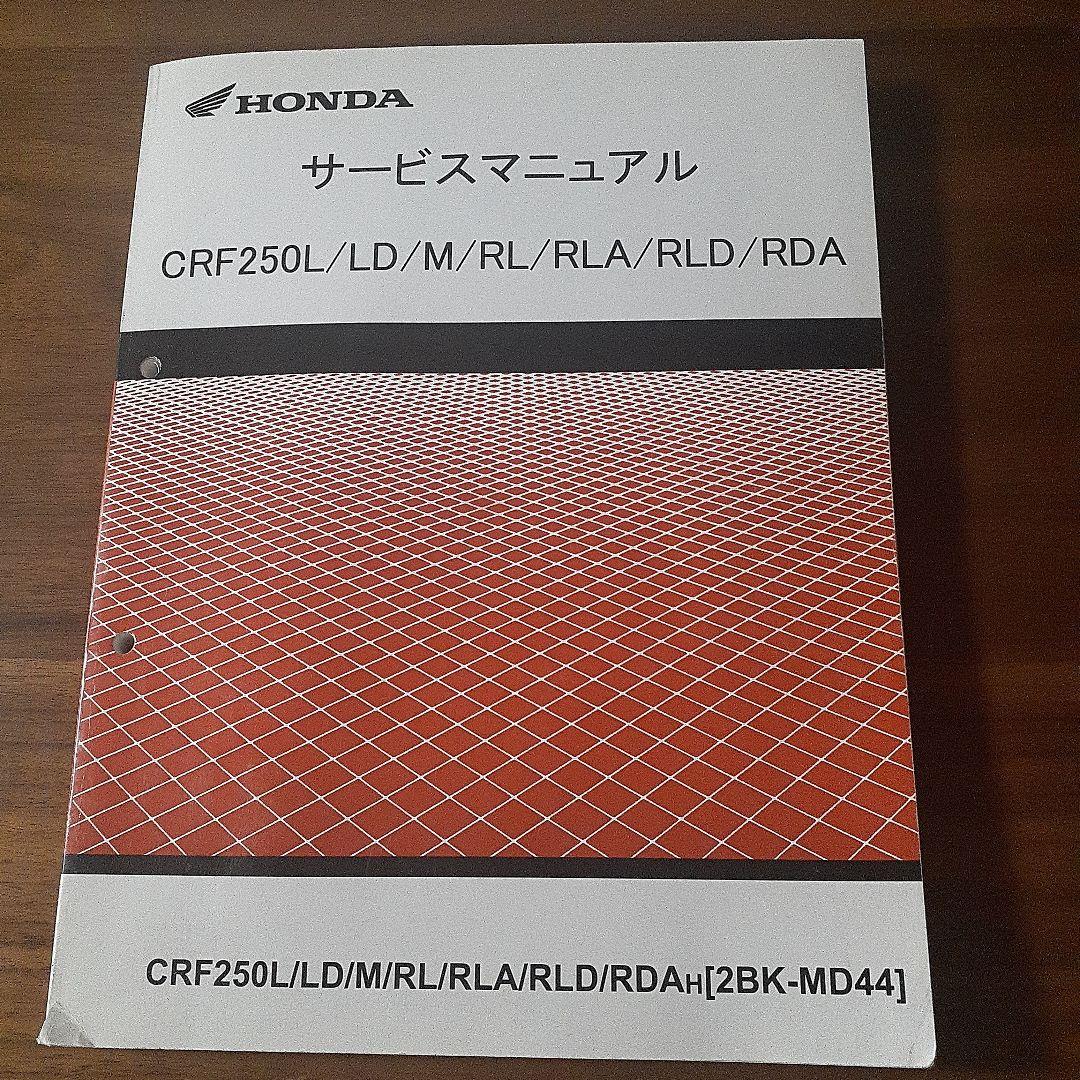 HONDA
サービスマニュアル
CRF250L/LD/M/RL/RLA/RLD/RDA
CRF250L/LD/M/RL/RLA/RLD/RDAH[2BK-MD44]